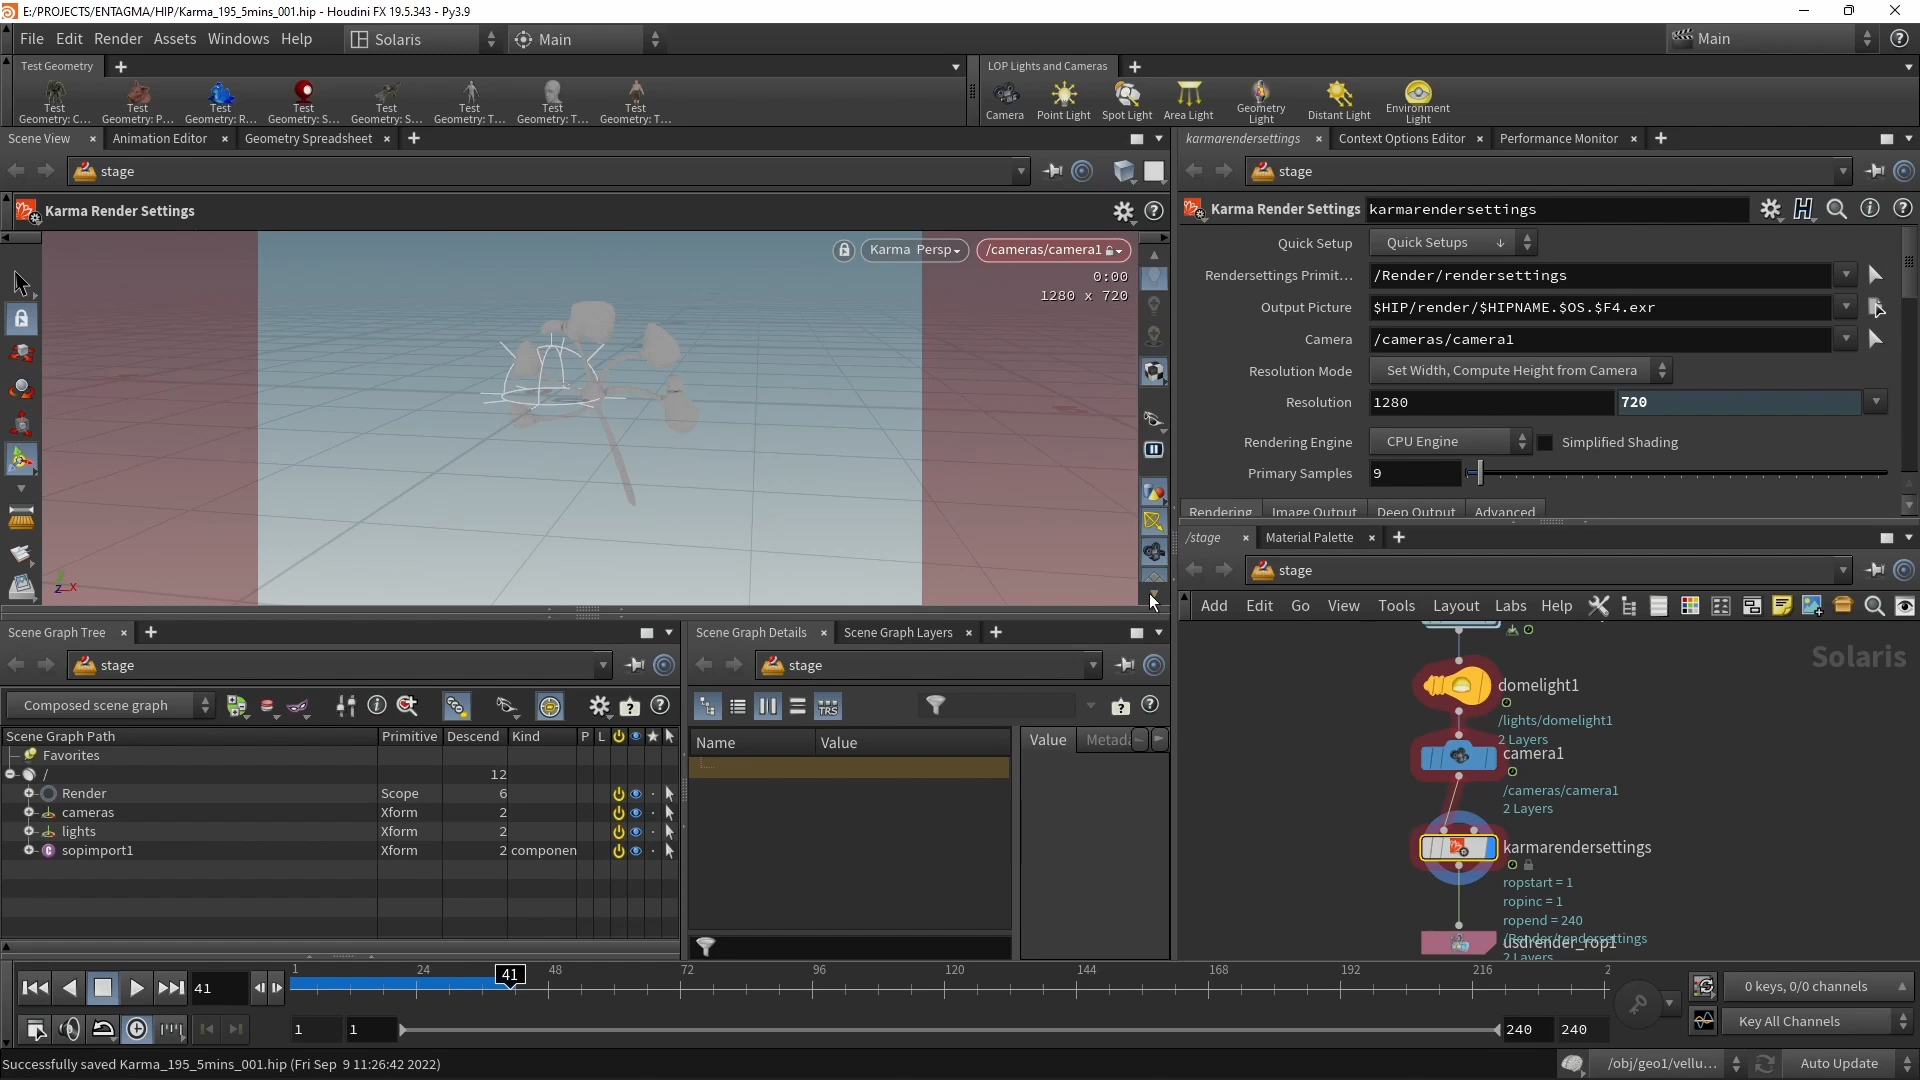 E:/PROJECTS/ENTAGMA/HIP/Karma_195_5mins_001.hip - Houdini FX 19.5.343 - Py3.9
File Edit Render Assets Windows Help Solaris Main Main
Test Geometry LOP Lights and Cameras
Test Geometry: C... Test Geometry: P... Test Geometry: R... Test Geometry: S... Test Geometry: S... Test Geometry: T... Test Geometry: T... Test Geometry: T...
Camera Point Light Spot Light Area Light Geometry Light Distant Light Environment Light
Scene View Animation Editor Geometry Spreadsheet
karmarendersettings Context Options Editor Performance Monitor
stage
stage
Karma Render Settings
Karma Render Settings karmarendersettings
Karma Persp /cameras/camera1
0:00
1280 x 720
Quick Setup Quick Setups
Rendersettings Primit... /Render/rendersettings
Output Picture $HIP/render/$HIPNAME.$OS.$F4.exr
Camera /cameras/camera1
Resolution Mode Set Width, Compute Height from Camera
Resolution 1280 720
Rendering Engine CPU Engine Simplified Shading
Primary Samples 9
Rendering Image Output Deep Output Advanced
z x
/stage Material Palette
stage
Add Edit Go View Tools Layout Labs Help
Solaris
domelight1
/lights/domelight1
2 Layers
camera1
/cameras/camera1
2 Layers
karmarendersettings
ropstart = 1
ropinc = 1
ropend = 240
/Render/rendersettings
usdrender_rop1
2 Layers
Scene Graph Tree
stage
Composed scene graph
Scene Graph Path Primitive Descend Kind P L
Favorites
/ 12
Render Scope 6
cameras Xform 2
lights Xform 2
sopimport1 Xform 2 componen
Scene Graph Details Scene Graph Layers
stage
TRS
Name Value
Value Metad
1 24 48 72 96 120 144 168 192 216 2
41
41
0 keys, 0/0 channels
1 1 240 240
Key All Channels
Successfully saved Karma_195_5mins_001.hip (Fri Sep 9 11:26:42 2022)
/obj/geo1/vellu... Auto Update